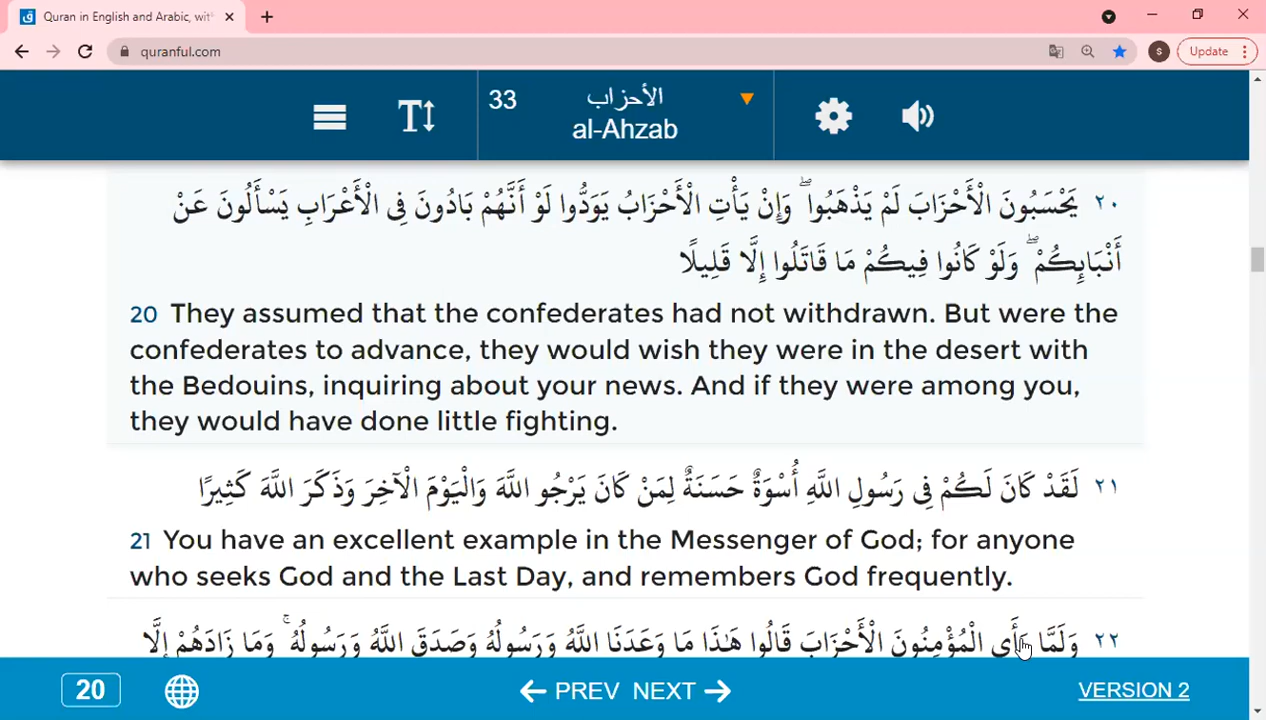 Quran in English and Arabic, wit
quranful.com
S
Update
33
الأحزاب
al-Ahzab
٢٠ يَحْسَبُونَ الْأَحْزَابَ لَمْ يَذْهَبُوا ۖ وَإِنْ يَأْتِ الْأَحْزَابُ يَوَدُّوا لَوْ أَنَّهُمْ بَادُونَ فِي الْأَعْرَابِ يَسْأَلُونَ عَنْ
أَنْبَائِكُمْ ۖ وَلَوْ كَانُوا فِيكُمْ مَا قَاتَلُوا إِلَّا قَلِيلًا
20 They assumed that the confederates had not withdrawn. But were the
confederates to advance, they would wish they were in the desert with
the Bedouins, inquiring about your news. And if they were among you,
they would have done little fighting.
٢١ لَقَدْ كَانَ لَكُمْ فِي رَسُولِ اللَّهِ أُسْوَةٌ حَسَنَةٌ لِمَنْ كَانَ يَرْجُو اللَّهَ وَالْيَوْمَ الْآخِرَ وَذَكَرَ اللَّهَ كَثِيرًا
21 You have an excellent example in the Messenger of God; for anyone
who seeks God and the Last Day, and remembers God frequently.
٢٢ وَلَمَّا رَأَى الْمُؤْمِنُونَ الْأَحْزَابَ قَالُوا هَٰذَا مَا وَعَدَنَا اللَّهُ وَرَسُولُهُ وَصَدَقَ اللَّهُ وَرَسُولُهُ ۚ وَمَا زَادَهُمْ إِلَّا
20
PREV NEXT
VERSION 2